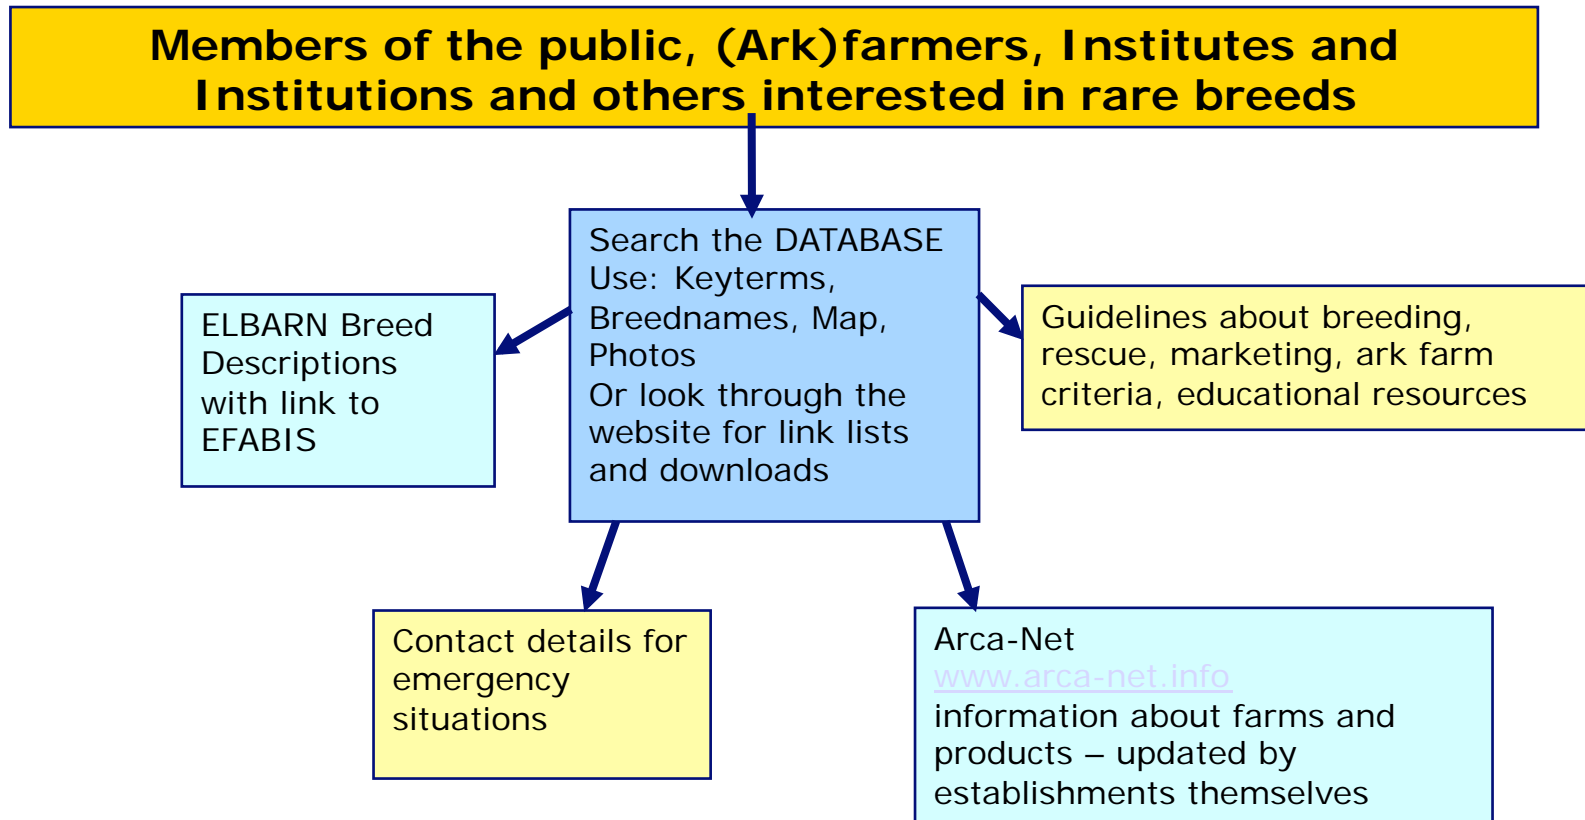 Members of the public, (Ark)farmers, Institutes and
Institutions and others interested in rare breeds
Search the DATABASE
Use: Keyterms,
Breednames, Map,
Photos
Or look through the
website for link lists
and downloads
ELBARN Breed
Descriptions
with link to
EFABIS
Guidelines about breeding,
rescue, marketing, ark farm
criteria, educational resources
Contact details for
emergency
situations
Arca-Net
www.arca-net.info
information about farms and
products – updated by
establishments themselves